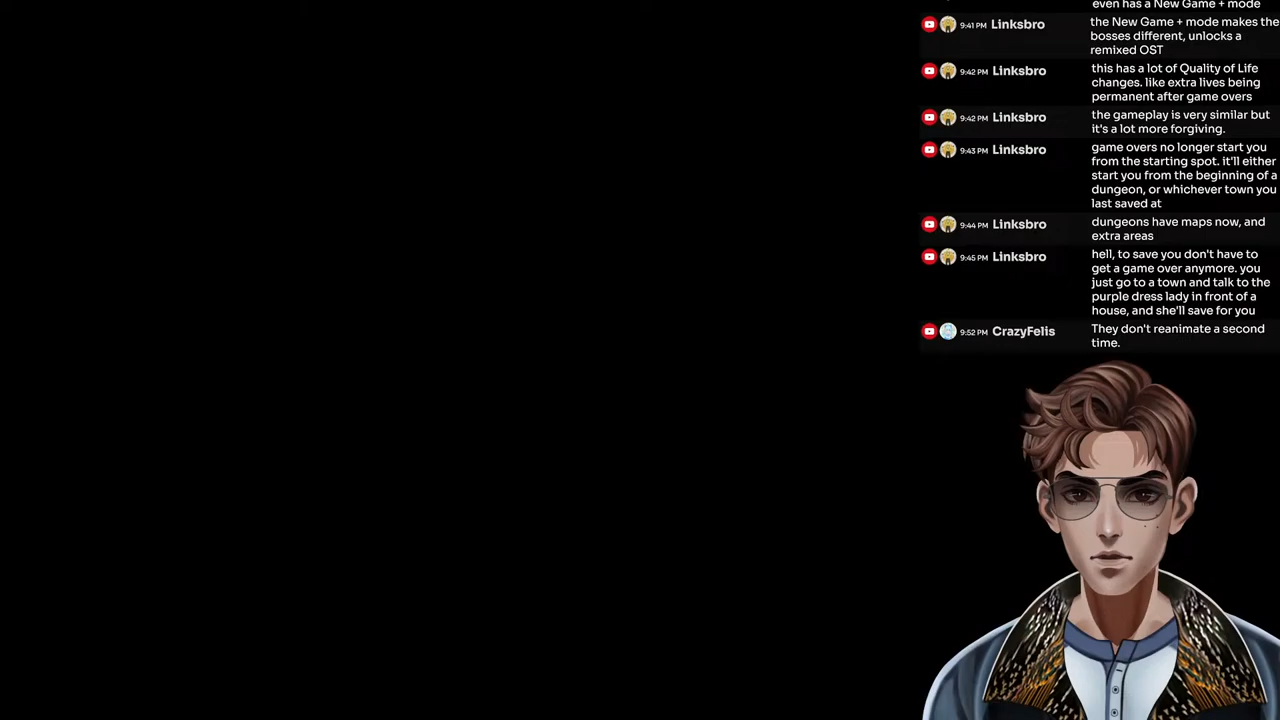 even has a New Game + mode
9:41 PM Linksbro the New Game + mode makes the
bosses different, unlocks a
remixed OST
9:42 PM Linksbro this has a lot of Quality of Life
changes. like extra lives being
permanent after game overs
9:42 PM Linksbro the gameplay is very similar but
it's a lot more forgiving.
9:43 PM Linksbro game overs no longer start you
from the starting spot. it'll either
start you from the beginning of a
dungeon, or whichever town you
last saved at
9:44 PM Linksbro dungeons have maps now, and
extra areas
9:45 PM Linksbro hell, to save you don't have to
get a game over anymore. you
just go to a town and talk to the
purple dress lady in front of a
house, and she'll save for you
9:52 PM CrazyFelis They don't reanimate a second
time.